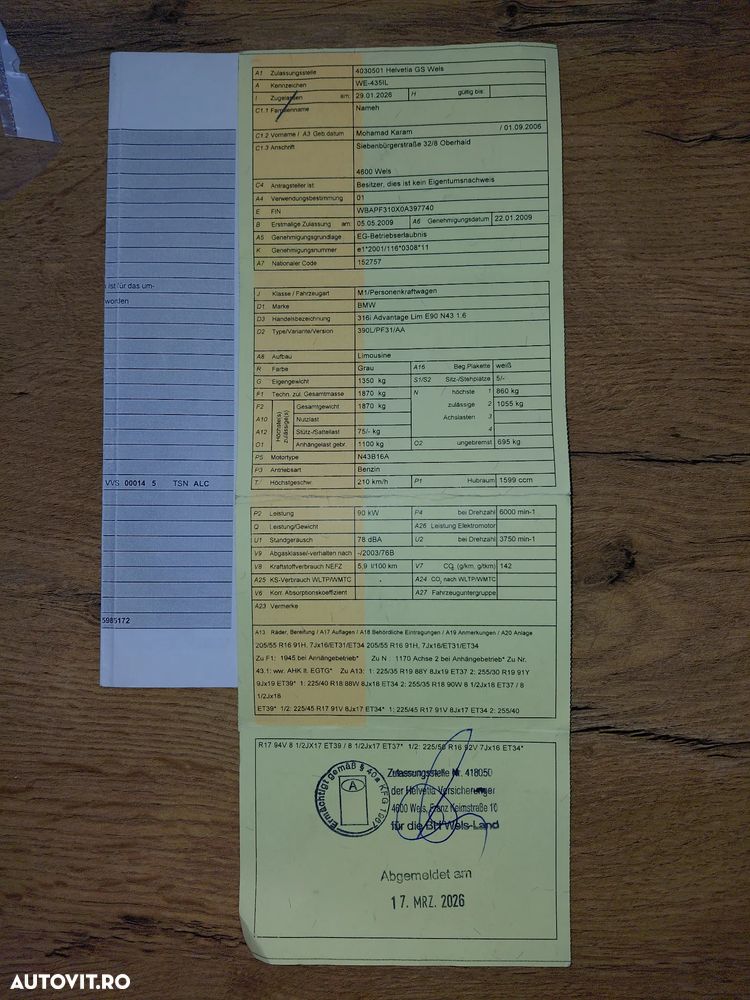 A1 Zulassungsstelle 4030501 Helvetia GS Wels
A Kennzeichen WE-435IL
I Zugelassen am: 29.01.2026 H gültig bis:
C1.1 Familienname Nameh
C1.2 Vorname / A3 Geb.datum Mohamad Karam / 01.09.2006
C1.3 Anschrift Siebenbürgerstraße 32/8 Oberhaid
4600 Wels
C4 Antragsteller ist: Besitzer, dies ist kein Eigentumsnachweis
A4 Verwendungsbestimmung 01
E FIN WBAPF310X0A397740
B Erstmalige Zulassung am: 05.05.2009 A6 Genehmigungsdatum 22.01.2009
A5 Genehmigungsgrundlage EG-Betriebserlaubnis
K Genehmigungsnummer e1*2001/116*0308*11
A7 Nationaler Code 152757
ist für das um-
worden
J Klasse / Fahrzeugart M1/Personenkraftwagen
D1 Marke BMW
D3 Handelsbezeichnung 316i Advantage Lim E90 N43 1.6
D2 Type/Variante/Version 390L/PF31/AA
A8 Aufbau Limousine
R Farbe Grau A16 Beg Plakette weiß
G Eigengewicht 1350 kg S1/S2 Sitz-/Stehplätze 5/-
F1 Techn. zul. Gesamtmasse 1870 kg N höchste 1 860 kg
F2 Höchste(s) zulässige(s) Gesamtgewicht 1870 kg zulässige 2 1055 kg
A10 Nutzlast Achslasten 3
A12 Stütz-/Sattellast 75/- kg 4
O1 Anhängelast gebr. 1100 kg O2 ungebremst 695 kg
P5 Motortype N43B16A
P3 Antriebsart Benzin
T/ Höchstgeschw. 210 km/h P1 Hubraum 1599 ccm
VVS 00014 5 TSN ALC
P2 Leistung 90 kW P4 bei Drehzahl 6000 min-1
Q Leistung/Gewicht A26 Leistung Elektromotor
U1 Standgeräusch 78 dBA U2 bei Drehzahl 3750 min-1
V9 Abgasklasse/-verhalten nach -/2003/76B
V8 Kraftstoffverbrauch NEFZ 5,9 l/100 km V7 CO2 (g/km, g/tkm) 142
A25 KS-Verbrauch WLTP/WMTC A24 CO2 nach WLTP/WMTC
V6 Korr. Absorptionskoeffizient A27 Fahrzeuguntergruppe
A23 Vermerke
5985172
A13 Räder, Bereifung / A17 Auflagen / A18 Behördliche Eintragungen / A19 Anmerkungen / A20 Anlage
205/55 R16 91H, 7Jx16/ET31/ET34 205/55 R16 91H, 7Jx16/ET31/ET34
Zu F1: 1945 bei Anhängebetrieb* Zu N : 1170 Achse 2 bei Anhängebetrieb* Zu Nr.
43.1: ww. AHK lt. EGTG* Zu A13: 1: 225/35 R19 88Y 8Jx19 ET37 2: 255/30 R19 91Y
9Jx19 ET39* 1: 225/40 R18 88W 8Jx18 ET34 2: 255/35 R18 90W 8 1/2Jx18 ET37 / 8
1/2Jx18
ET39* 1/2: 225/45 R17 91V 8Jx17 ET34* 1: 225/45 R17 91V 8Jx17 ET34 2: 255/40
R17 94V 8 1/2JX17 ET39 / 8 1/2Jx17 ET37* 1/2: 225/50 R16 92V 7Jx16 ET34*
Ermächtigt gemäß § 40a KFG 1967
A
Zulassungsstelle Nr. 418050
der Helvetia Versicherungen
4600 Wels, Franz Keimstraße 10
für die BH Wels-Land
Abgemeldet am
17. MRZ. 2026
AUTOVIT.RO